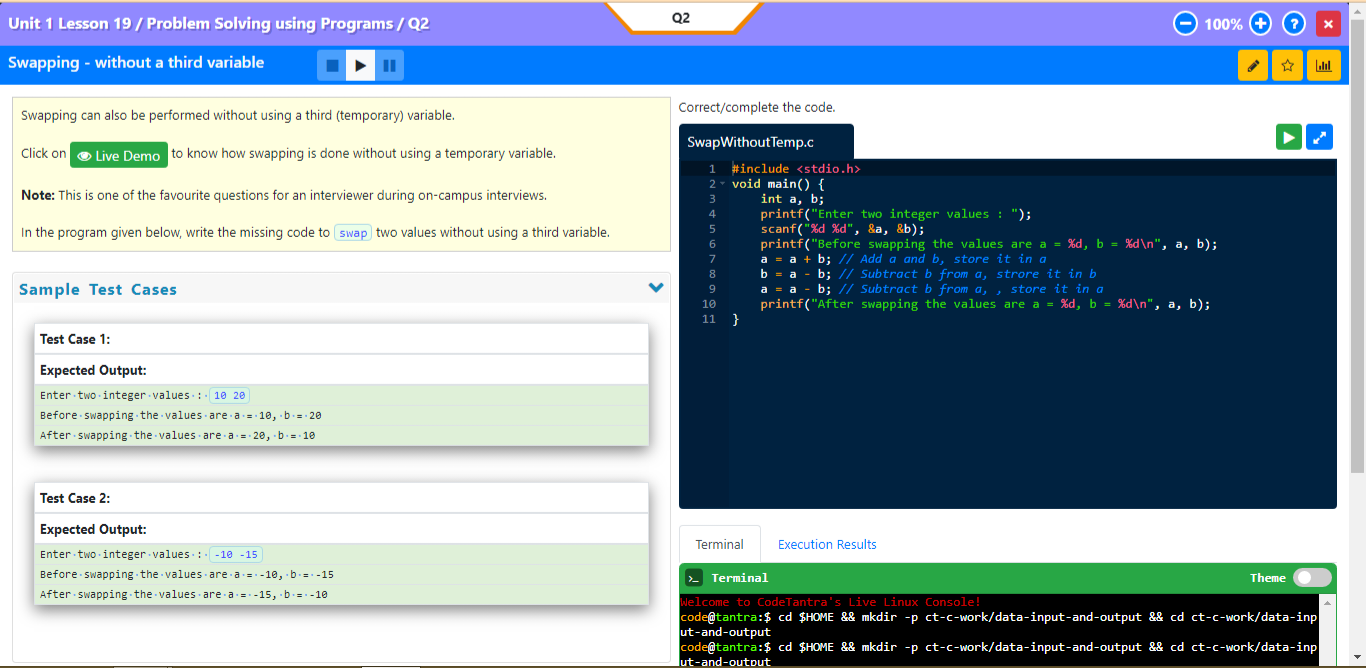 Unit 1 Lesson 19 / Problem Solving using Programs / Q2
Q2
100%
Swapping - without a third variable
Swapping can also be performed without using a third (temporary) variable.
Click on Live Demo to know how swapping is done without using a temporary variable.
Note: This is one of the favourite questions for an interviewer during on-campus interviews.
In the program given below, write the missing code to swap two values without using a third variable.
Sample Test Cases
Test Case 1:
Expected Output:
Enter·two·integer·values·:·10 20
Before·swapping·the·values·are·a·=·10,·b·=·20
After·swapping·the·values·are·a·=·20,·b·=·10
Test Case 2:
Expected Output:
Enter·two·integer·values·:·-10 -15
Before·swapping·the·values·are·a·=·-10,·b·=·-15
After·swapping·the·values·are·a·=·-15,·b·=·-10
Correct/complete the code.
SwapWithoutTemp.c
1 #include <stdio.h>
2 void main() {
3 int a, b;
4 printf("Enter two integer values : ");
5 scanf("%d %d", &a, &b);
6 printf("Before swapping the values are a = %d, b = %d\n", a, b);
7 a = a + b; // Add a and b, store it in a
8 b = a - b; // Subtract b from a, strore it in b
9 a = a - b; // Subtract b from a, , store it in a
10 printf("After swapping the values are a = %d, b = %d\n", a, b);
11 }
Terminal Execution Results
Terminal Theme
Welcome to CodeTantra's Live Linux Console!
code@tantra:$ cd $HOME && mkdir -p ct-c-work/data-input-and-output && cd ct-c-work/data-inp
ut-and-output
code@tantra:$ cd $HOME && mkdir -p ct-c-work/data-input-and-output && cd ct-c-work/data-inp
ut-and-output